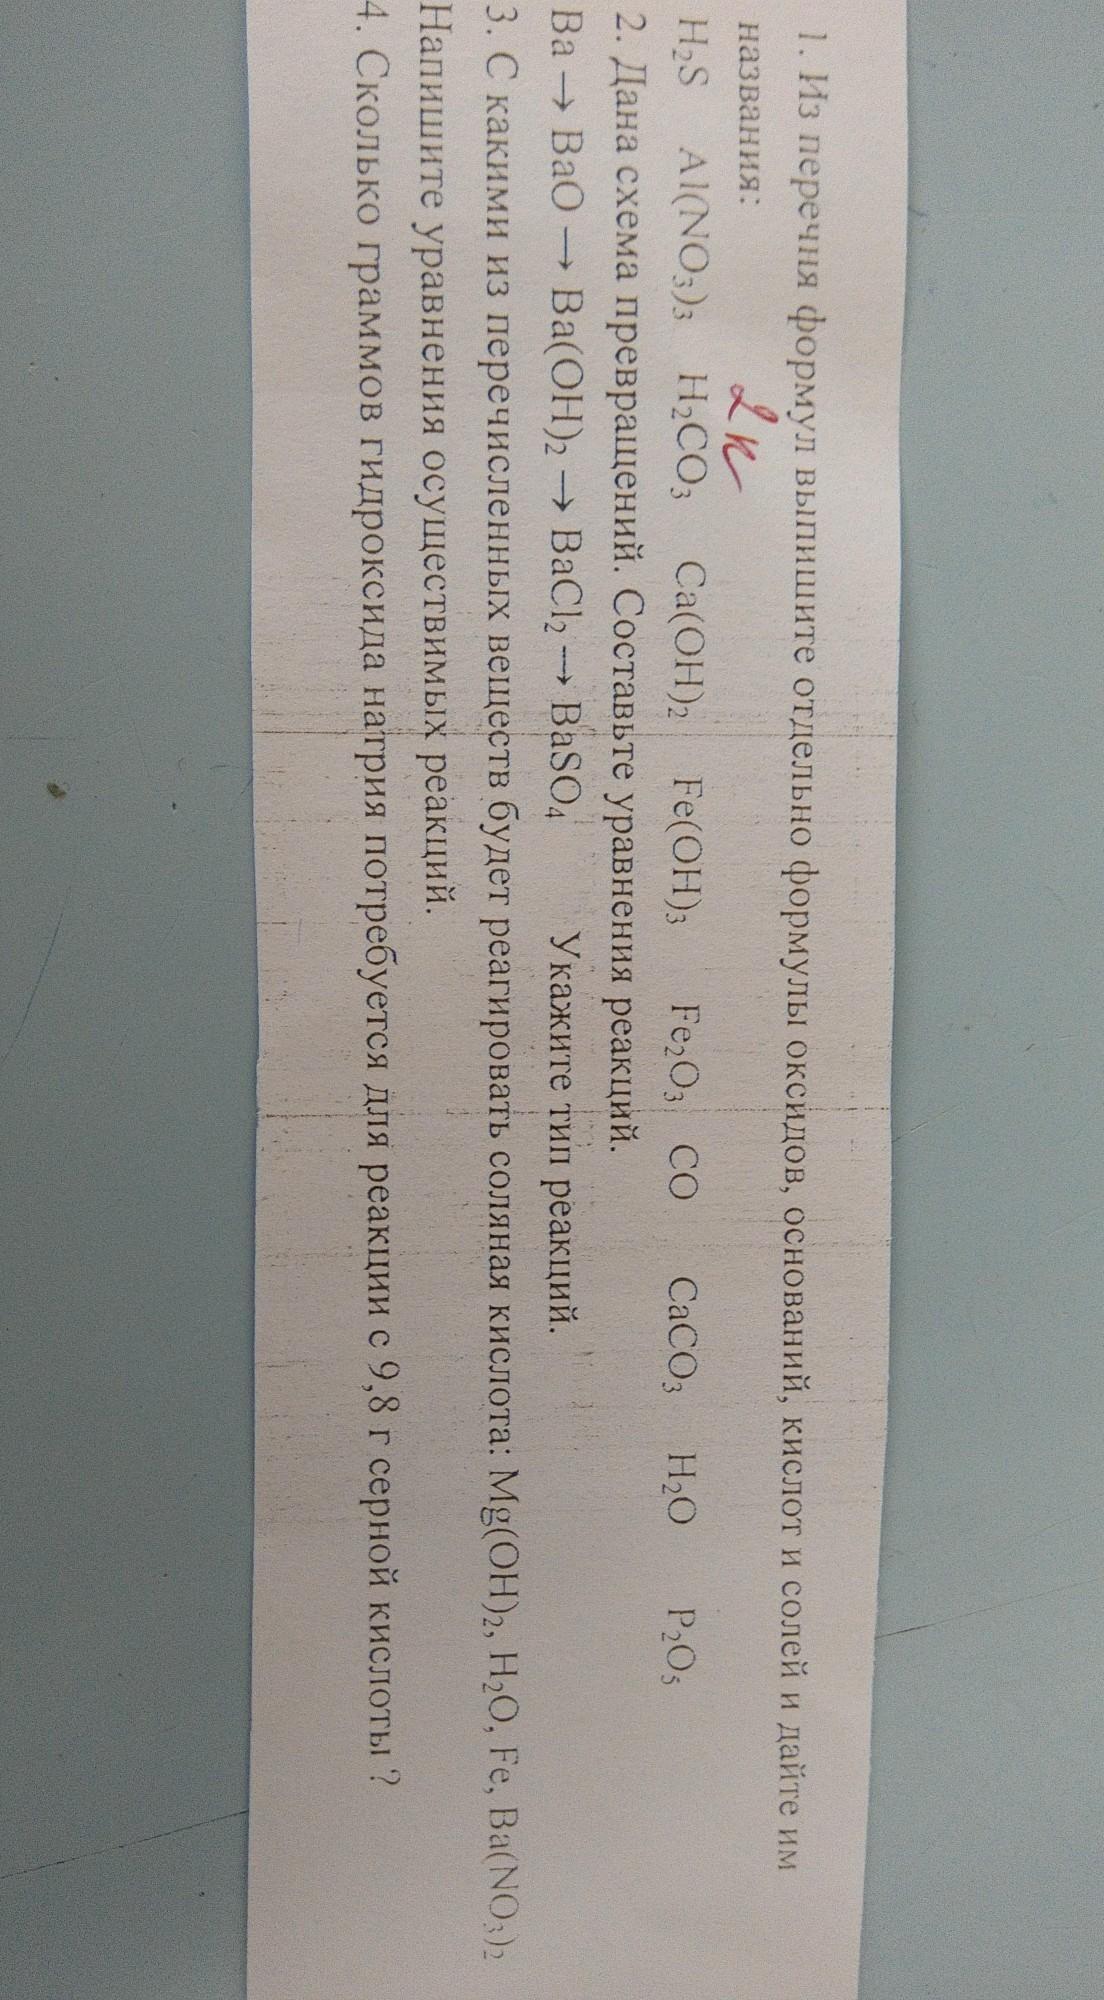 1. Из перечня формул выпишите отдельно формулы оксидов, оснований, кислот и солей и дайте им
названия:
2 к
H₂S Al(NO₃)₃ H₂CO₃ Ca(OH)₂ Fe(OH)₃ Fe₂O₃ CO CaCO₃ H₂O P₂O₅
2. Дана схема превращений. Составьте уравнения реакций.
Ba → BaO → Ba(OH)₂ → BaCl₂ → BaSO₄ Укажите тип реакций.
3. С какими из перечисленных веществ будет реагировать соляная кислота: Mg(OH)₂, H₂O, Fe, Ba(NO₃)₂
Напишите уравнения осуществимых реакций.
4. Сколько граммов гидроксида натрия потребуется для реакции с 9,8 г серной кислоты ?